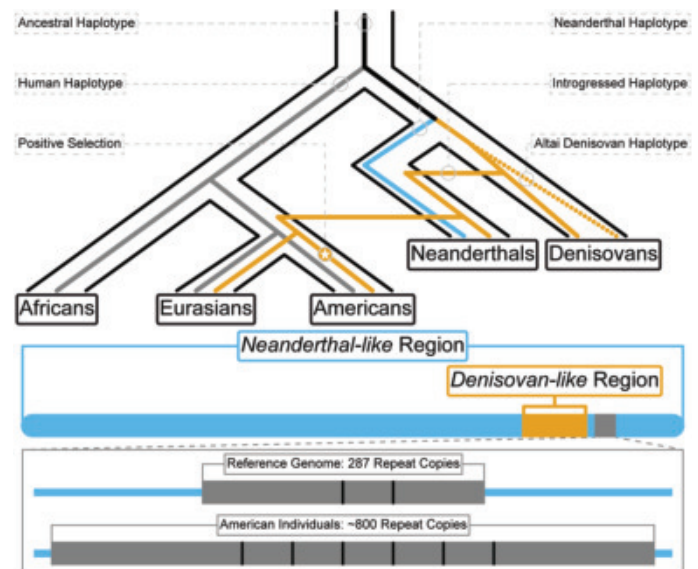 Ancestral Haplotype
Neanderthal Haplotype
Human Haplotype
Introgressed Haplotype
Positive Selection
Altai Denisovan Haplotype
Neanderthals
Denisovans
Africans
Eurasians
Americans
Neanderthal-like Region
Denisovan-like Region
Reference Genome: 287 Repeat Copies
American Individuals: ~800 Repeat Copies